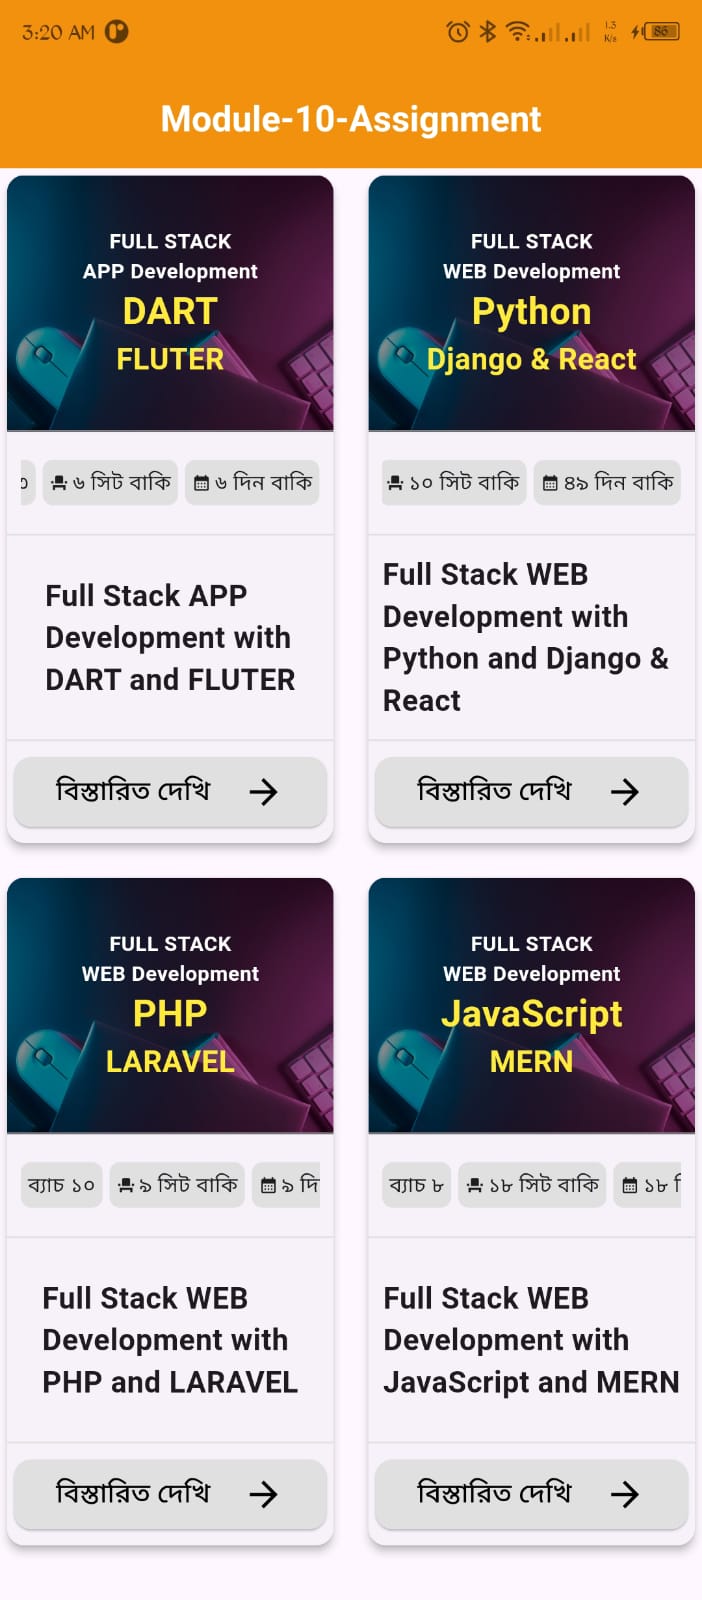 3:20 AM
1.3
K/s
86
Module-10-Assignment
FULL STACK
APP Development
DART
FLUTER
৬ সিট বাকি
৬ দিন বাকি
Full Stack APP
Development with
DART and FLUTER
বিস্তারিত দেখি
FULL STACK
WEB Development
Python
Django & React
১০ সিট বাকি
৪৯ দিন বাকি
Full Stack WEB
Development with
Python and Django &
React
বিস্তারিত দেখি
FULL STACK
WEB Development
PHP
LARAVEL
ব্যাচ ১০
৯ সিট বাকি
৯ দি
Full Stack WEB
Development with
PHP and LARAVEL
বিস্তারিত দেখি
FULL STACK
WEB Development
JavaScript
MERN
ব্যাচ ৮
১৮ সিট বাকি
১৮
Full Stack WEB
Development with
JavaScript and MERN
বিস্তারিত দেখি